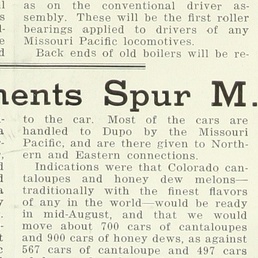 as on the conventional driver as-
sembly. These will be the first roller
bearings applied to drivers of any
Missouri Pacific locomotives.
Back ends of old boilers will be re-
ments Spur M.
to the car. Most of the cars are
handled to Dupo by the Missouri
Pacific, and are there given to North-
ern and Eastern connections.
Indications were that Colorado can-
taloupes and honey dew melons—
traditionally with the finest flavors
of any in the world—would be ready
in mid-August, and that we would
move about 700 cars of cantaloupes
and 900 cars of honey dews, as against
567 cars of cantaloupe and 497 cars